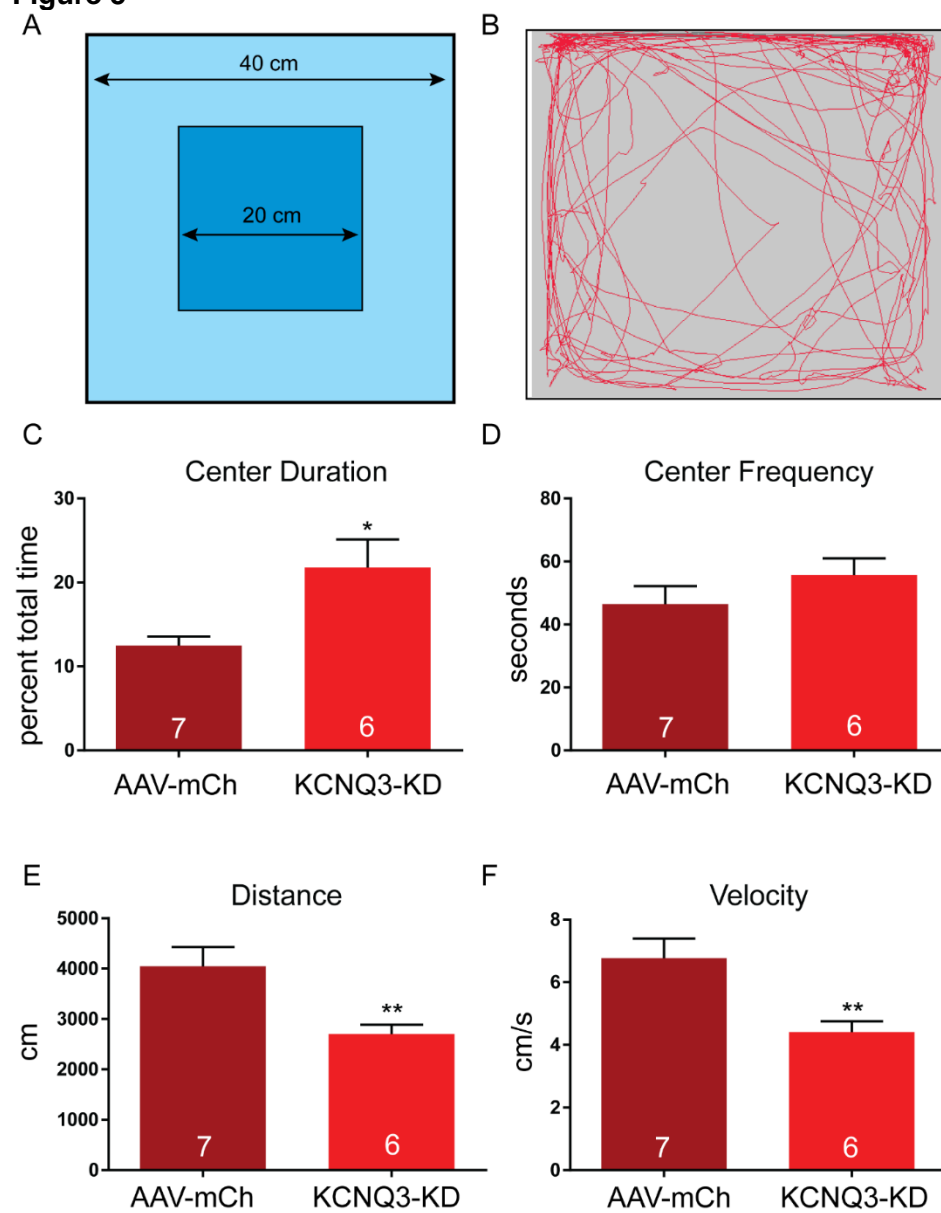 A
40 cm
20 cm
B
C
Center Duration
percent total time
30
20
10
0
*
7
6
AAV-mCh
KCNQ3-KD
D
Center Frequency
seconds
80
60
40
20
0
7
6
AAV-mCh
KCNQ3-KD
E
Distance
cm
5000
4000
3000
2000
1000
0
**
7
6
AAV-mCh
KCNQ3-KD
F
Velocity
cm/s
8
6
4
2
0
**
7
6
AAV-mCh
KCNQ3-KD